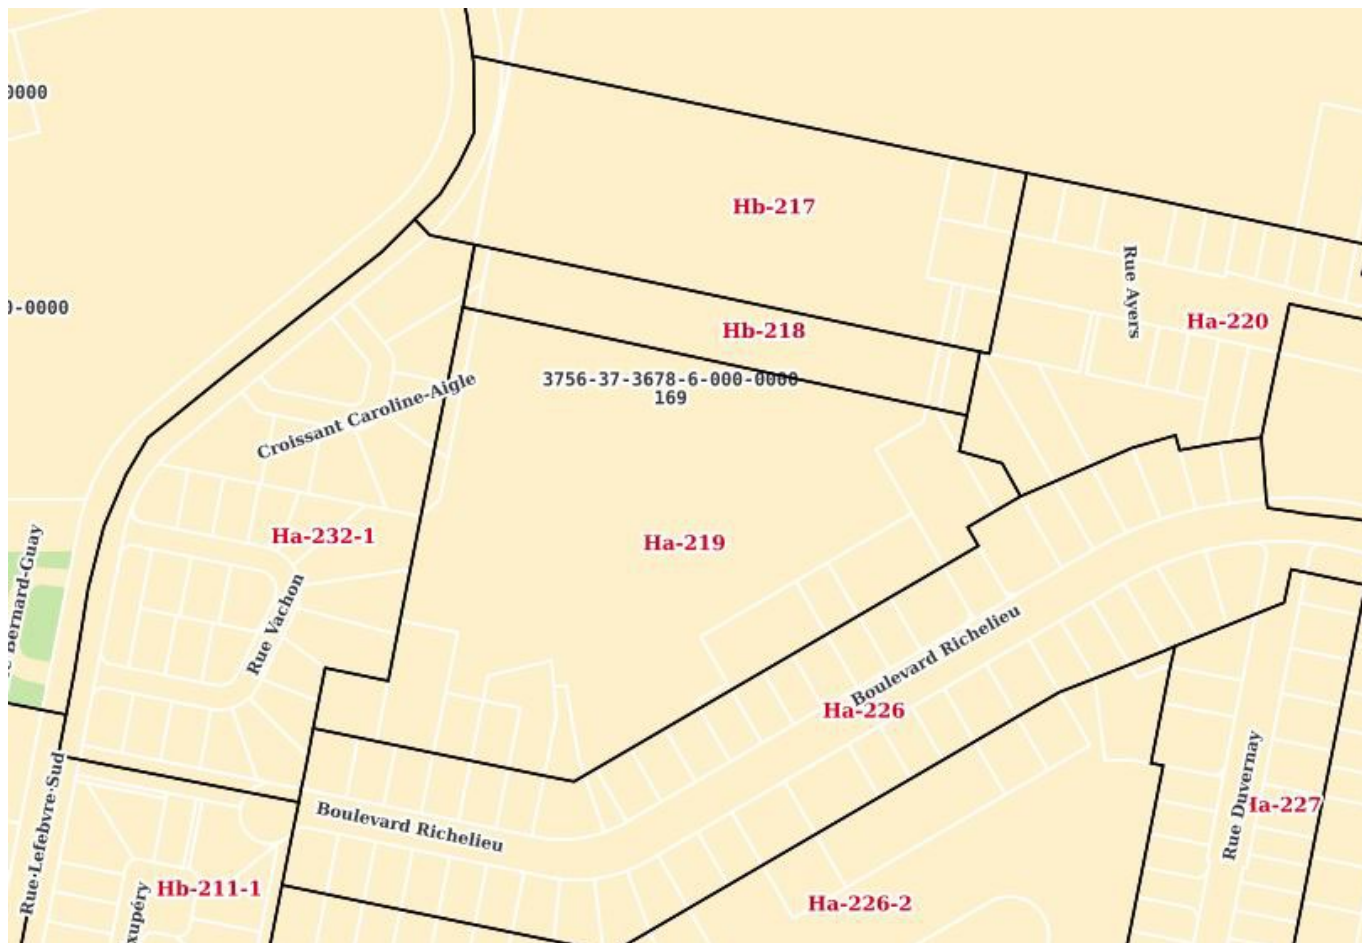 0000
Hb-217
Rue Ayers
0-0000
Ha-220
Hb-218
3756-37-3678-6-000-0000
169
Croissant Caroline-Aigle
Ha-232-1
Ha-219
Bernard-Guay
Rue Vachon
Boulevard Richelieu
Ha-226
Rue Lefebvre Sud
Rue Duvernay
Ha-227
Boulevard Richelieu
Hb-211-1
xupéry
Ha-226-2